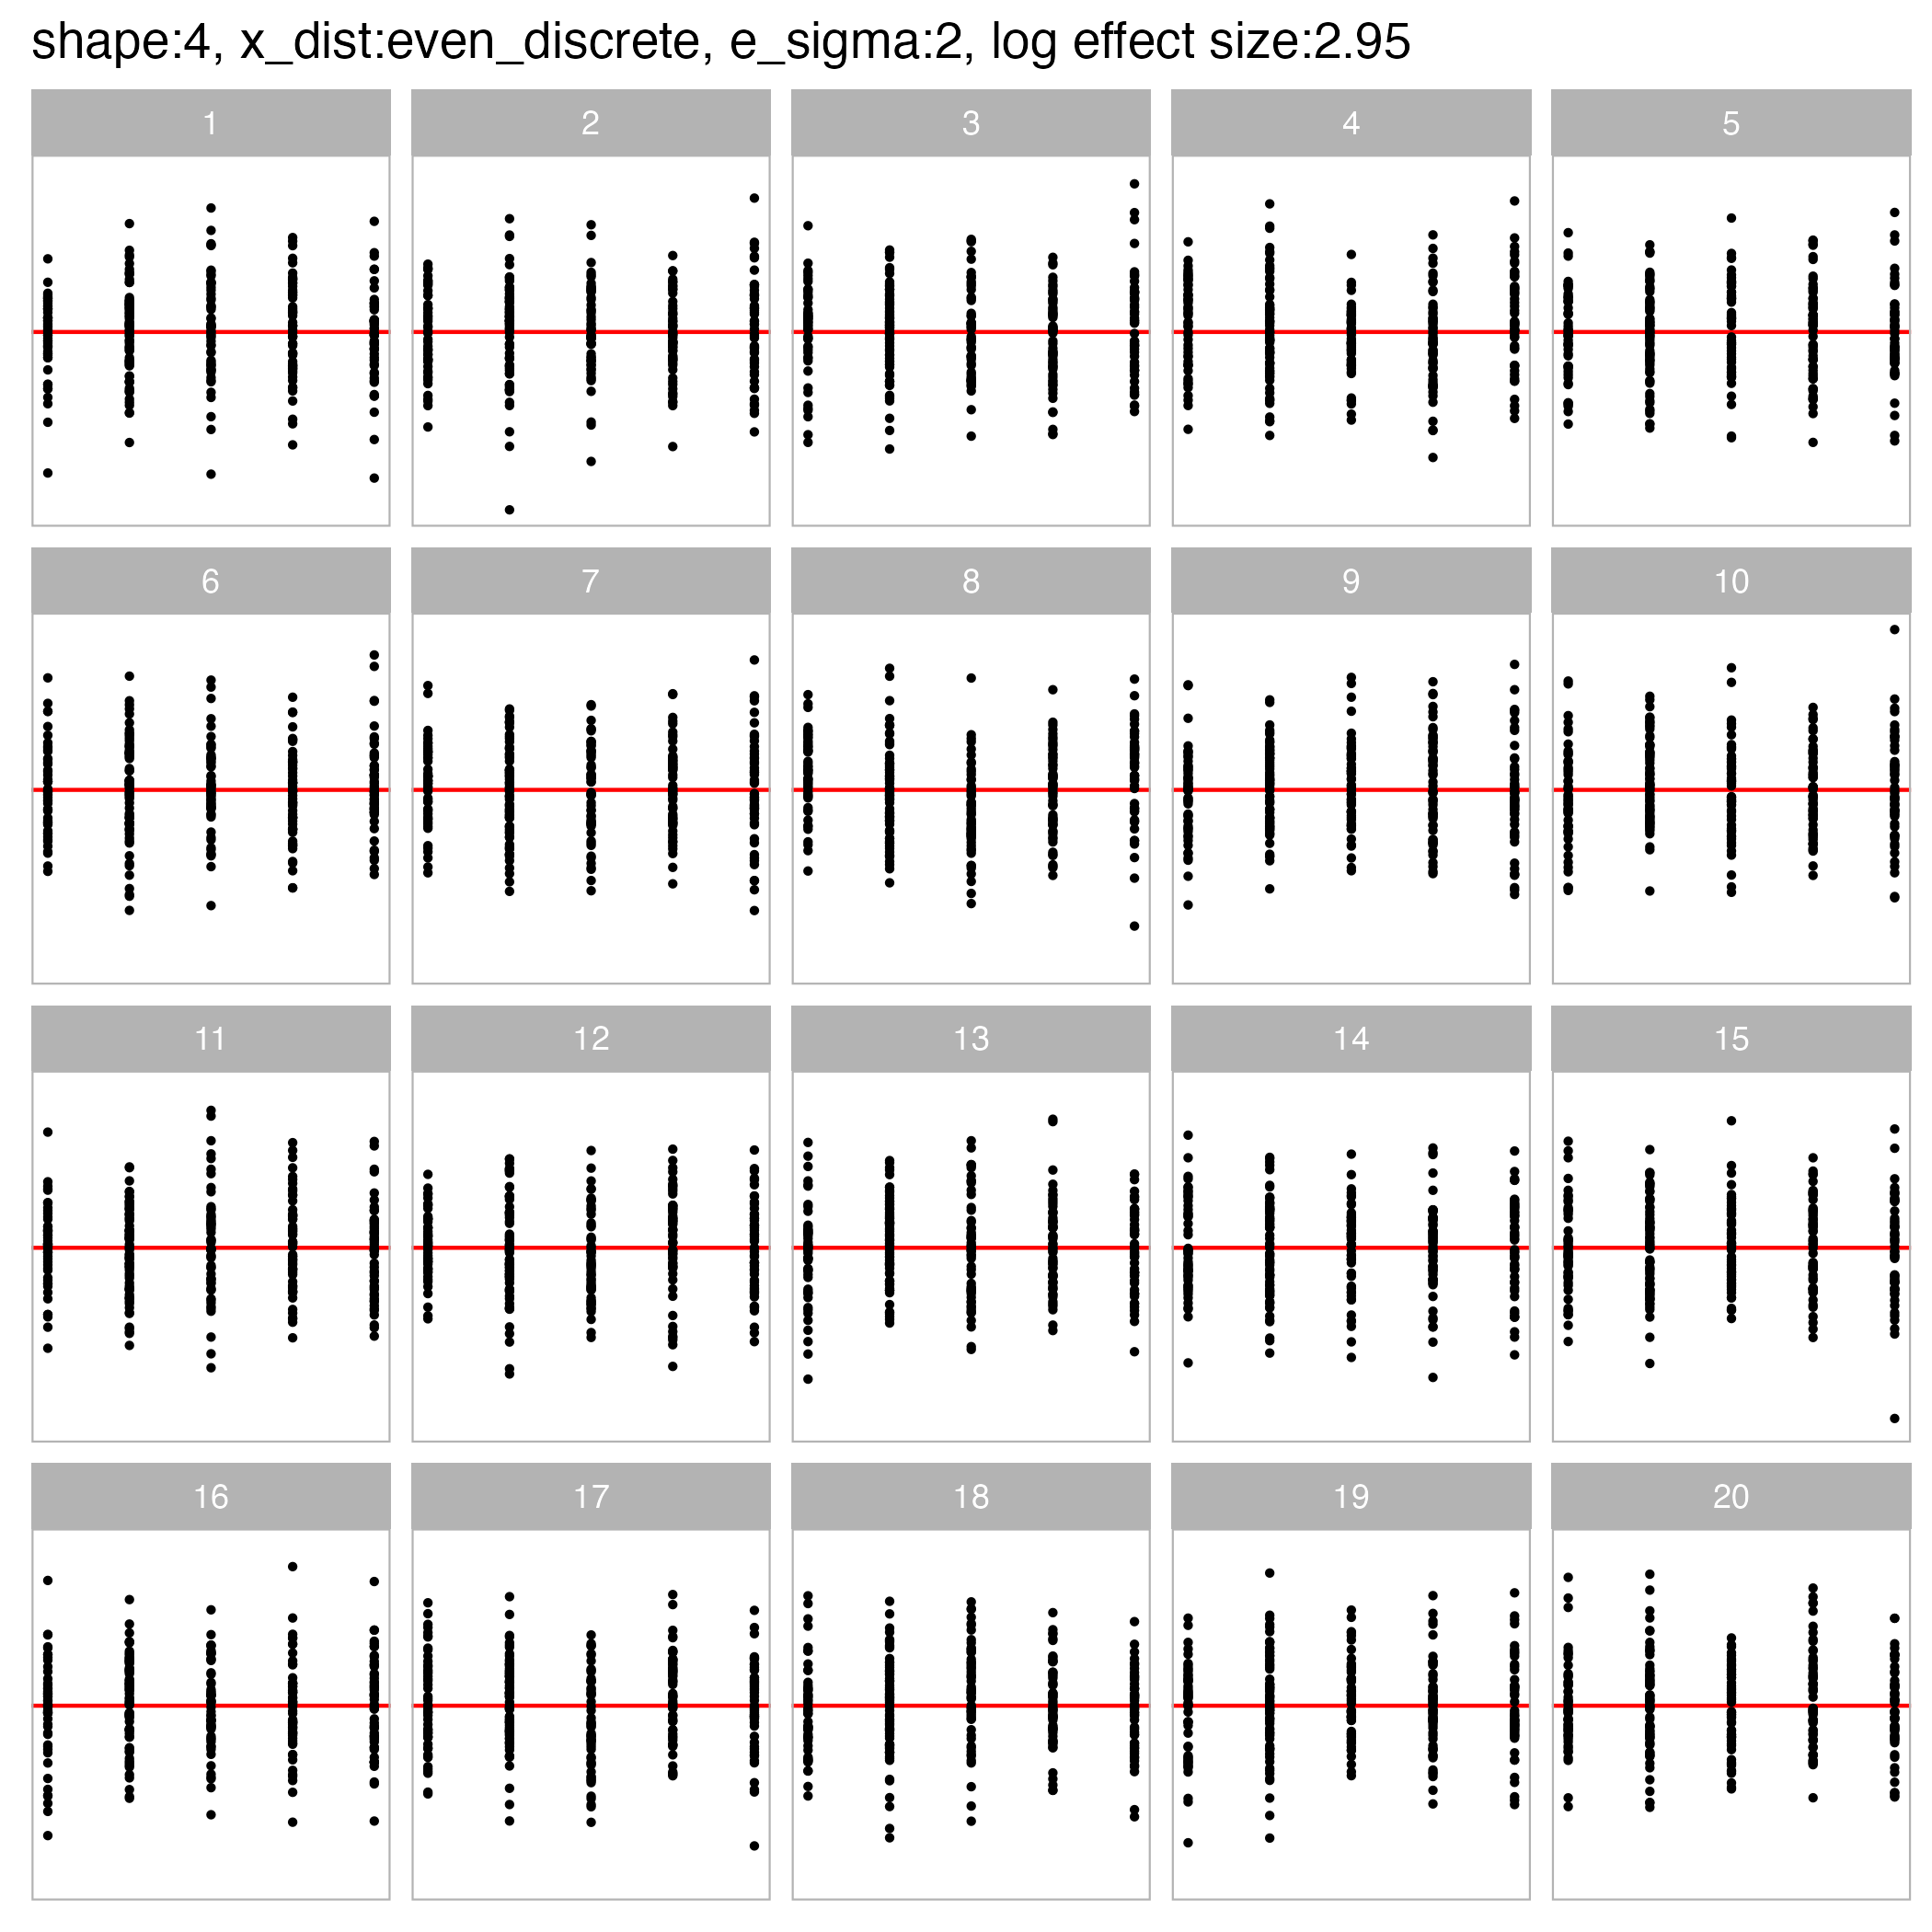 shape:4, x_dist:even_discrete, e_sigma:2, log effect size:2.95
1 2 3 4 5
6 7 8 9 10
11 12 13 14 15
16 17 18 19 20